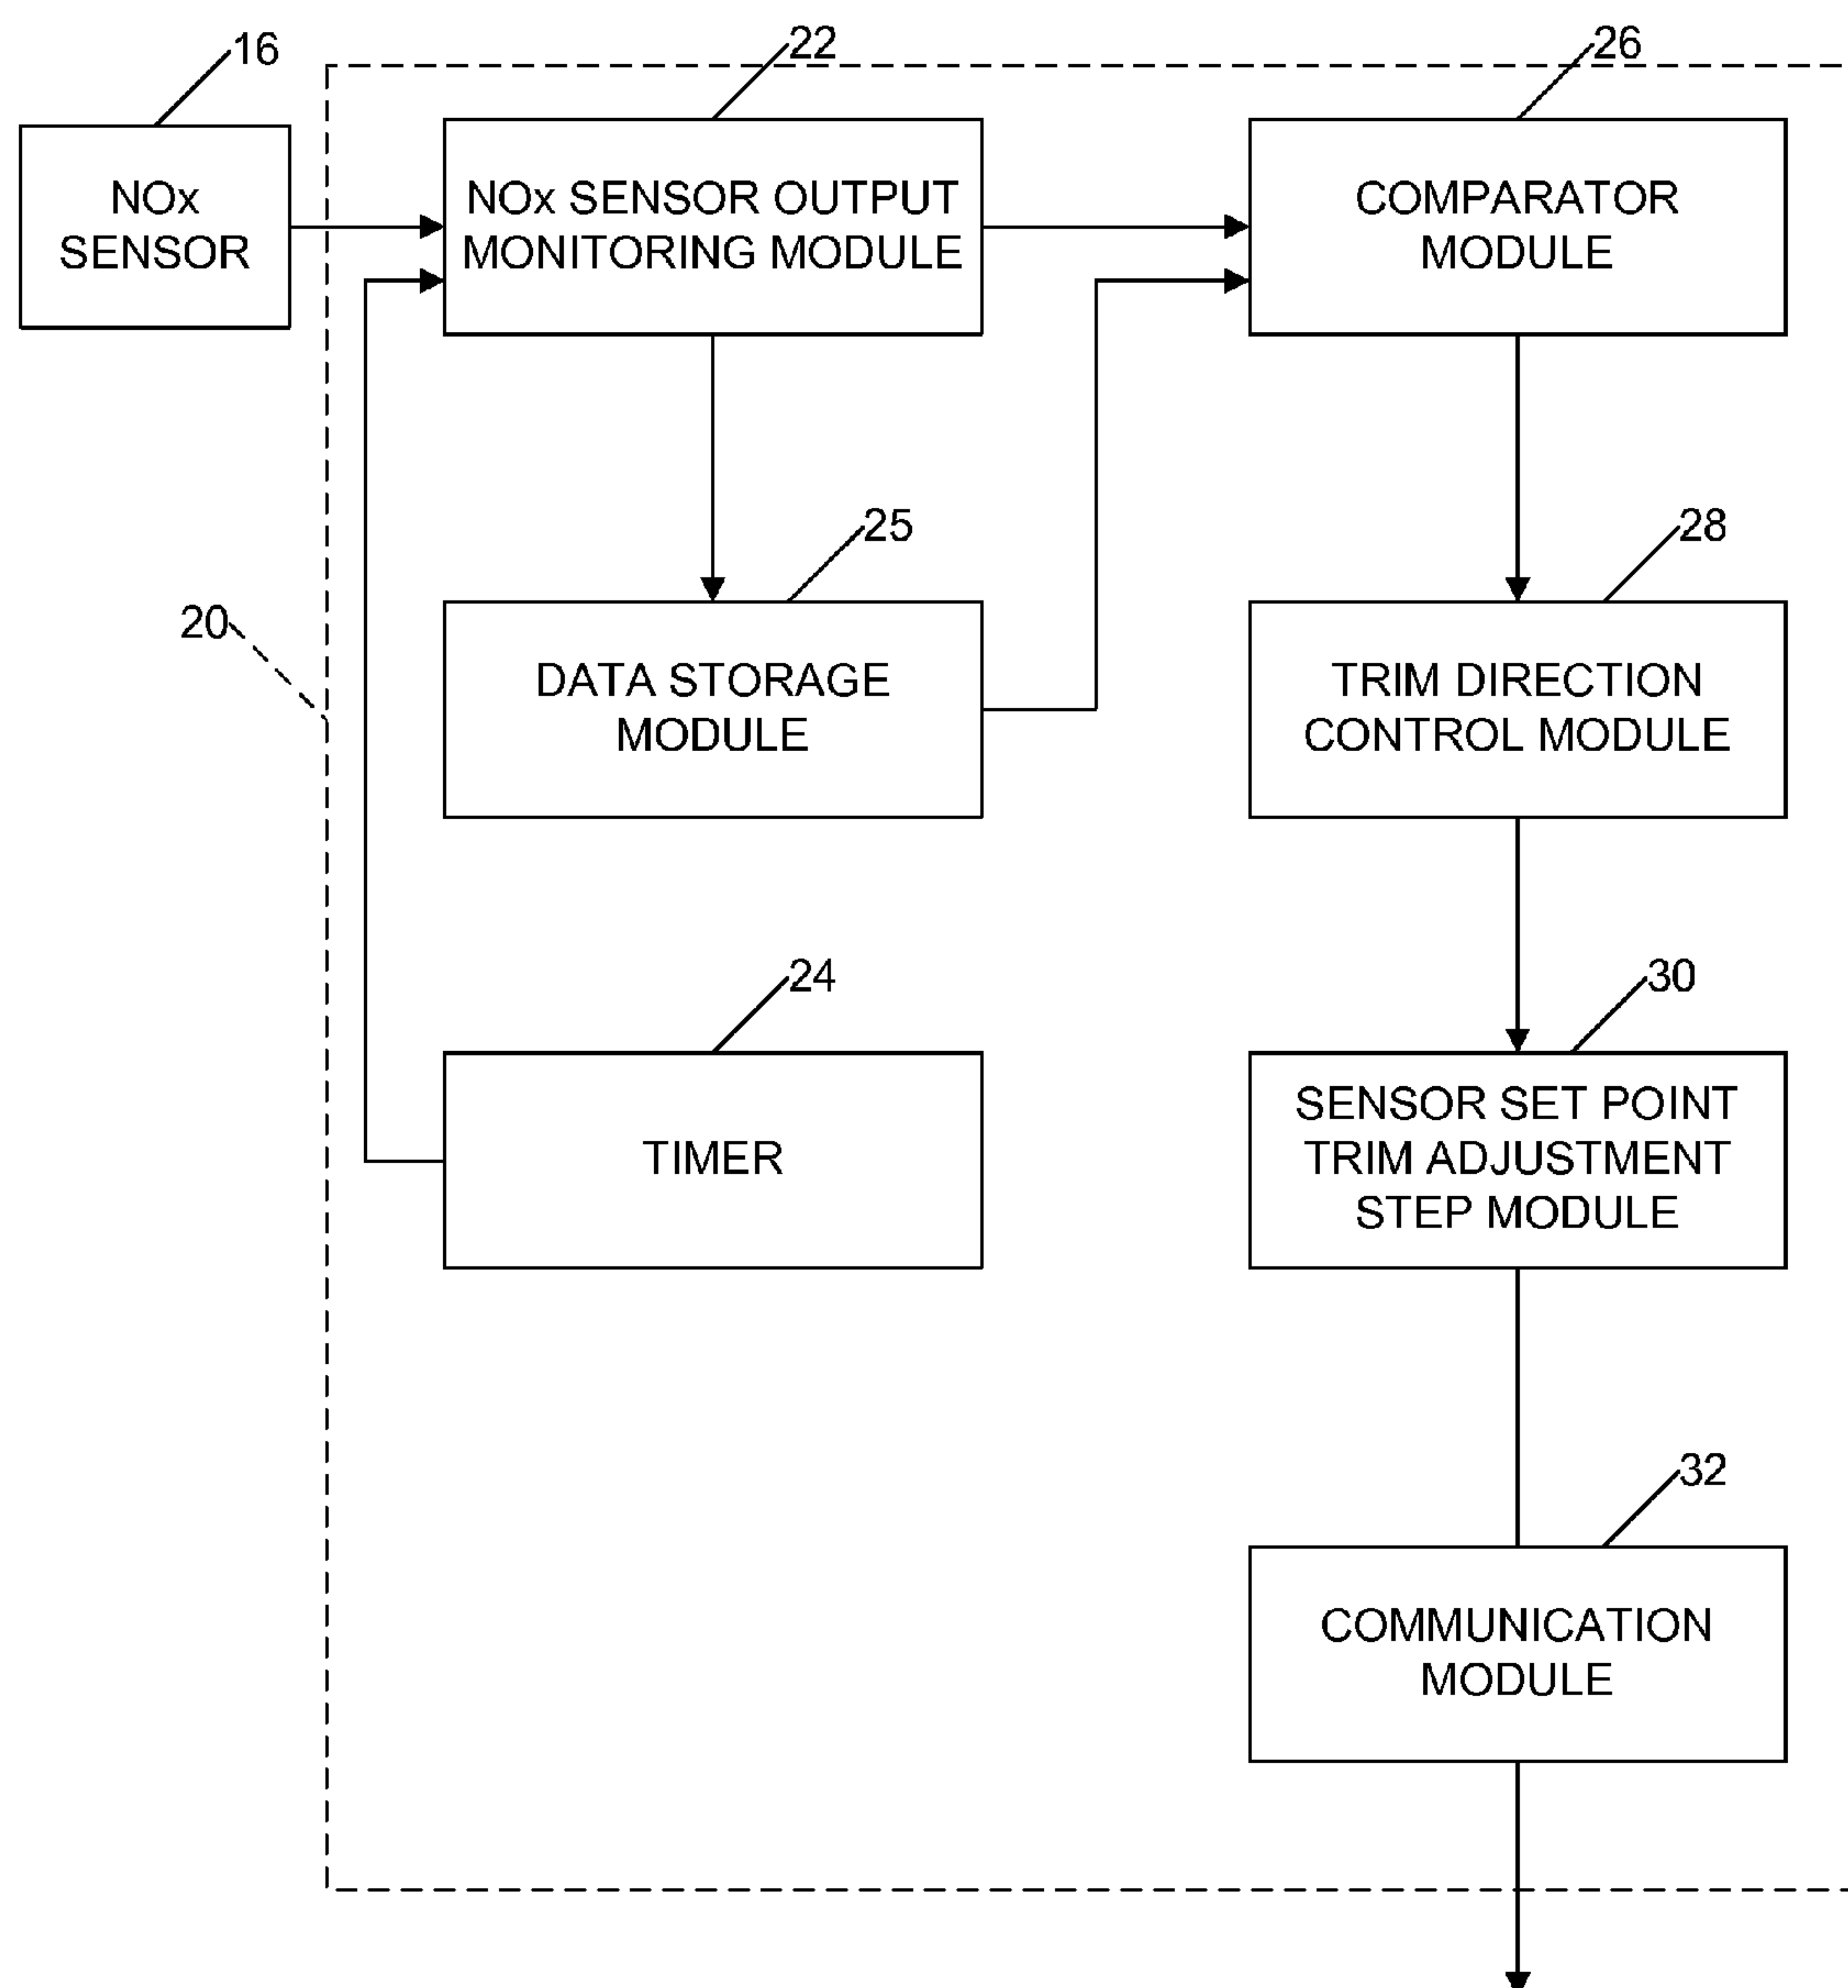 16
22
26
NOx
SENSOR
NOx SENSOR OUTPUT
MONITORING MODULE
COMPARATOR
MODULE
25
28
20
DATA STORAGE
MODULE
TRIM DIRECTION
CONTROL MODULE
24
30
TIMER
SENSOR SET POINT
TRIM ADJUSTMENT
STEP MODULE
32
COMMUNICATION
MODULE